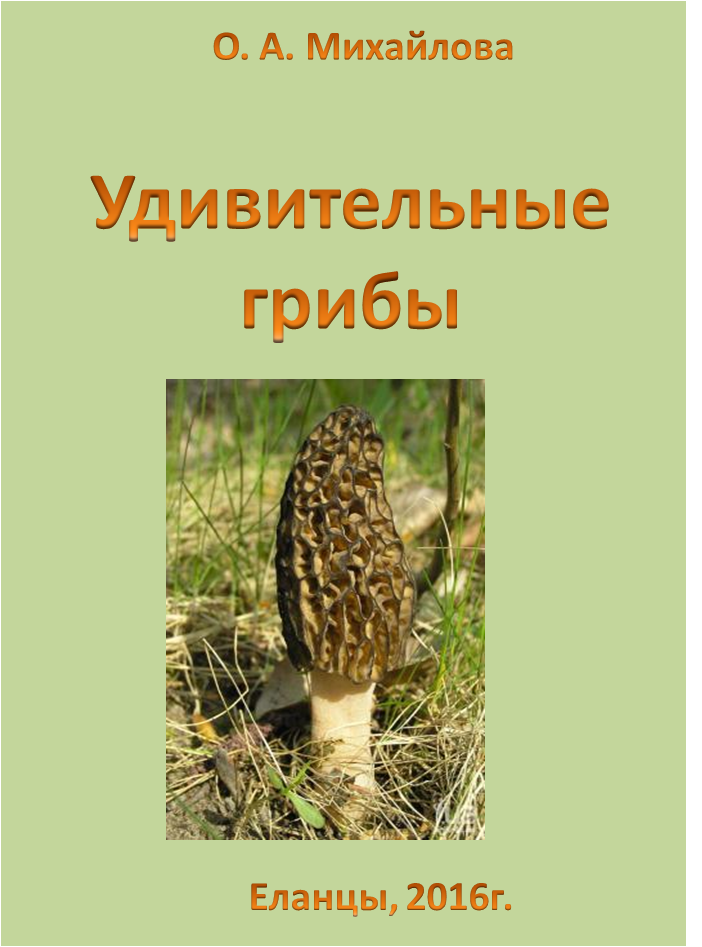 О. А. Михайлова
Удивительные
грибы
Еланцы, 2016г.